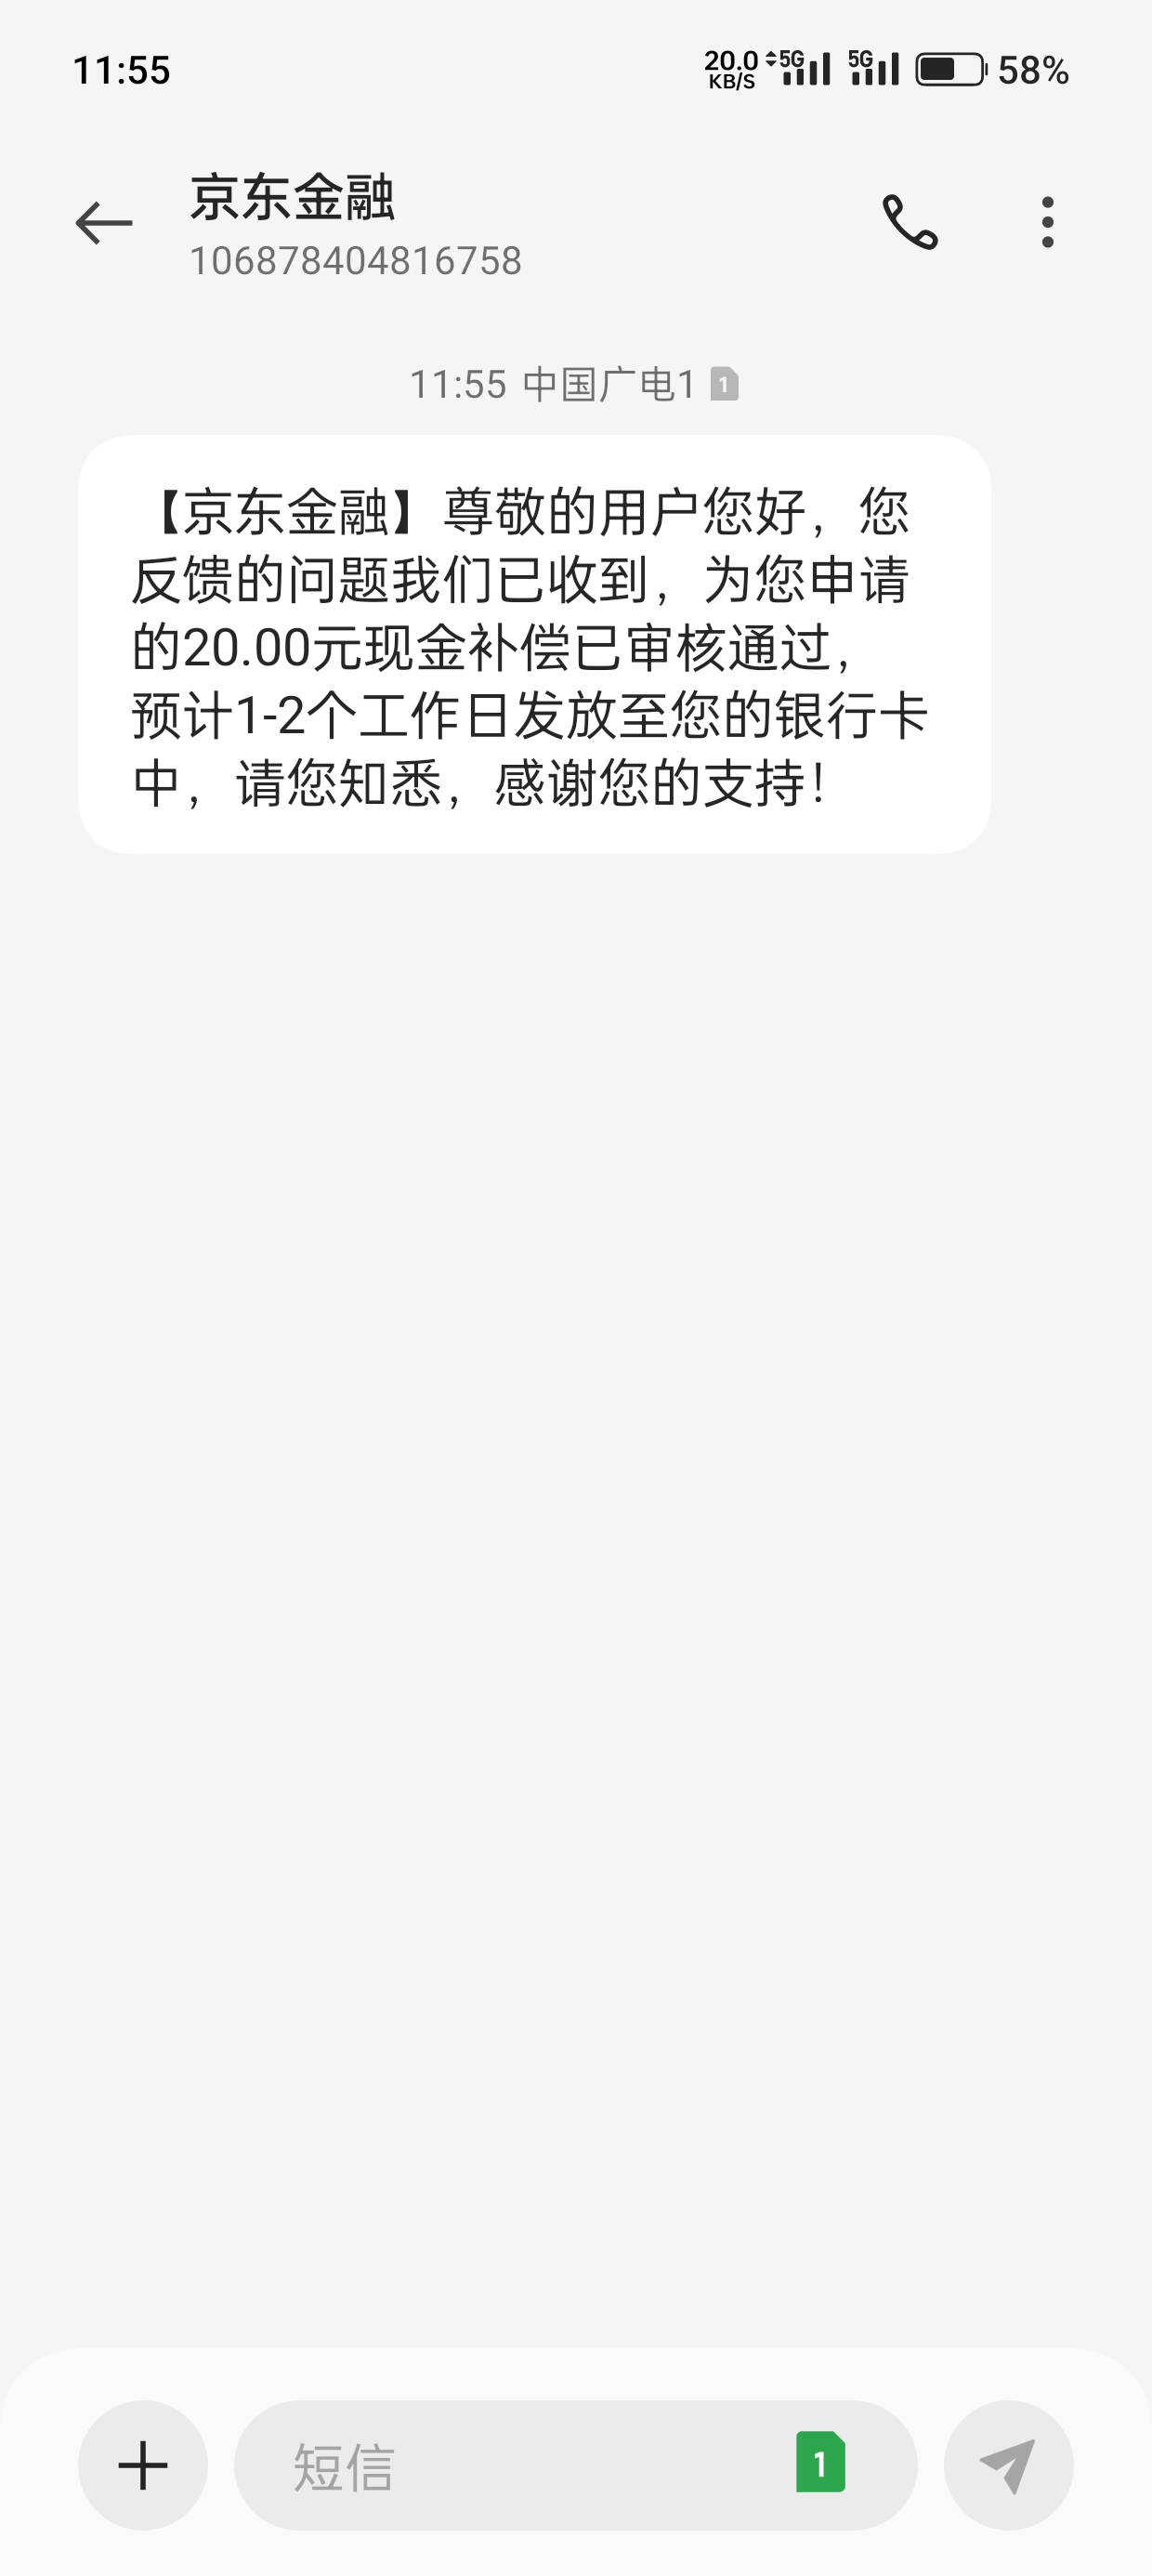 11:55
20.0 KB/S 5G 5G 58%
京东金融
106878404816758
11:55 中国广电1 1
【京东金融】尊敬的用户您好，您
反馈的问题我们已收到，为您申请
的20.00元现金补偿已审核通过，
预计1-2个工作日发放至您的银行卡
中，请您知悉，感谢您的支持！
短信 1